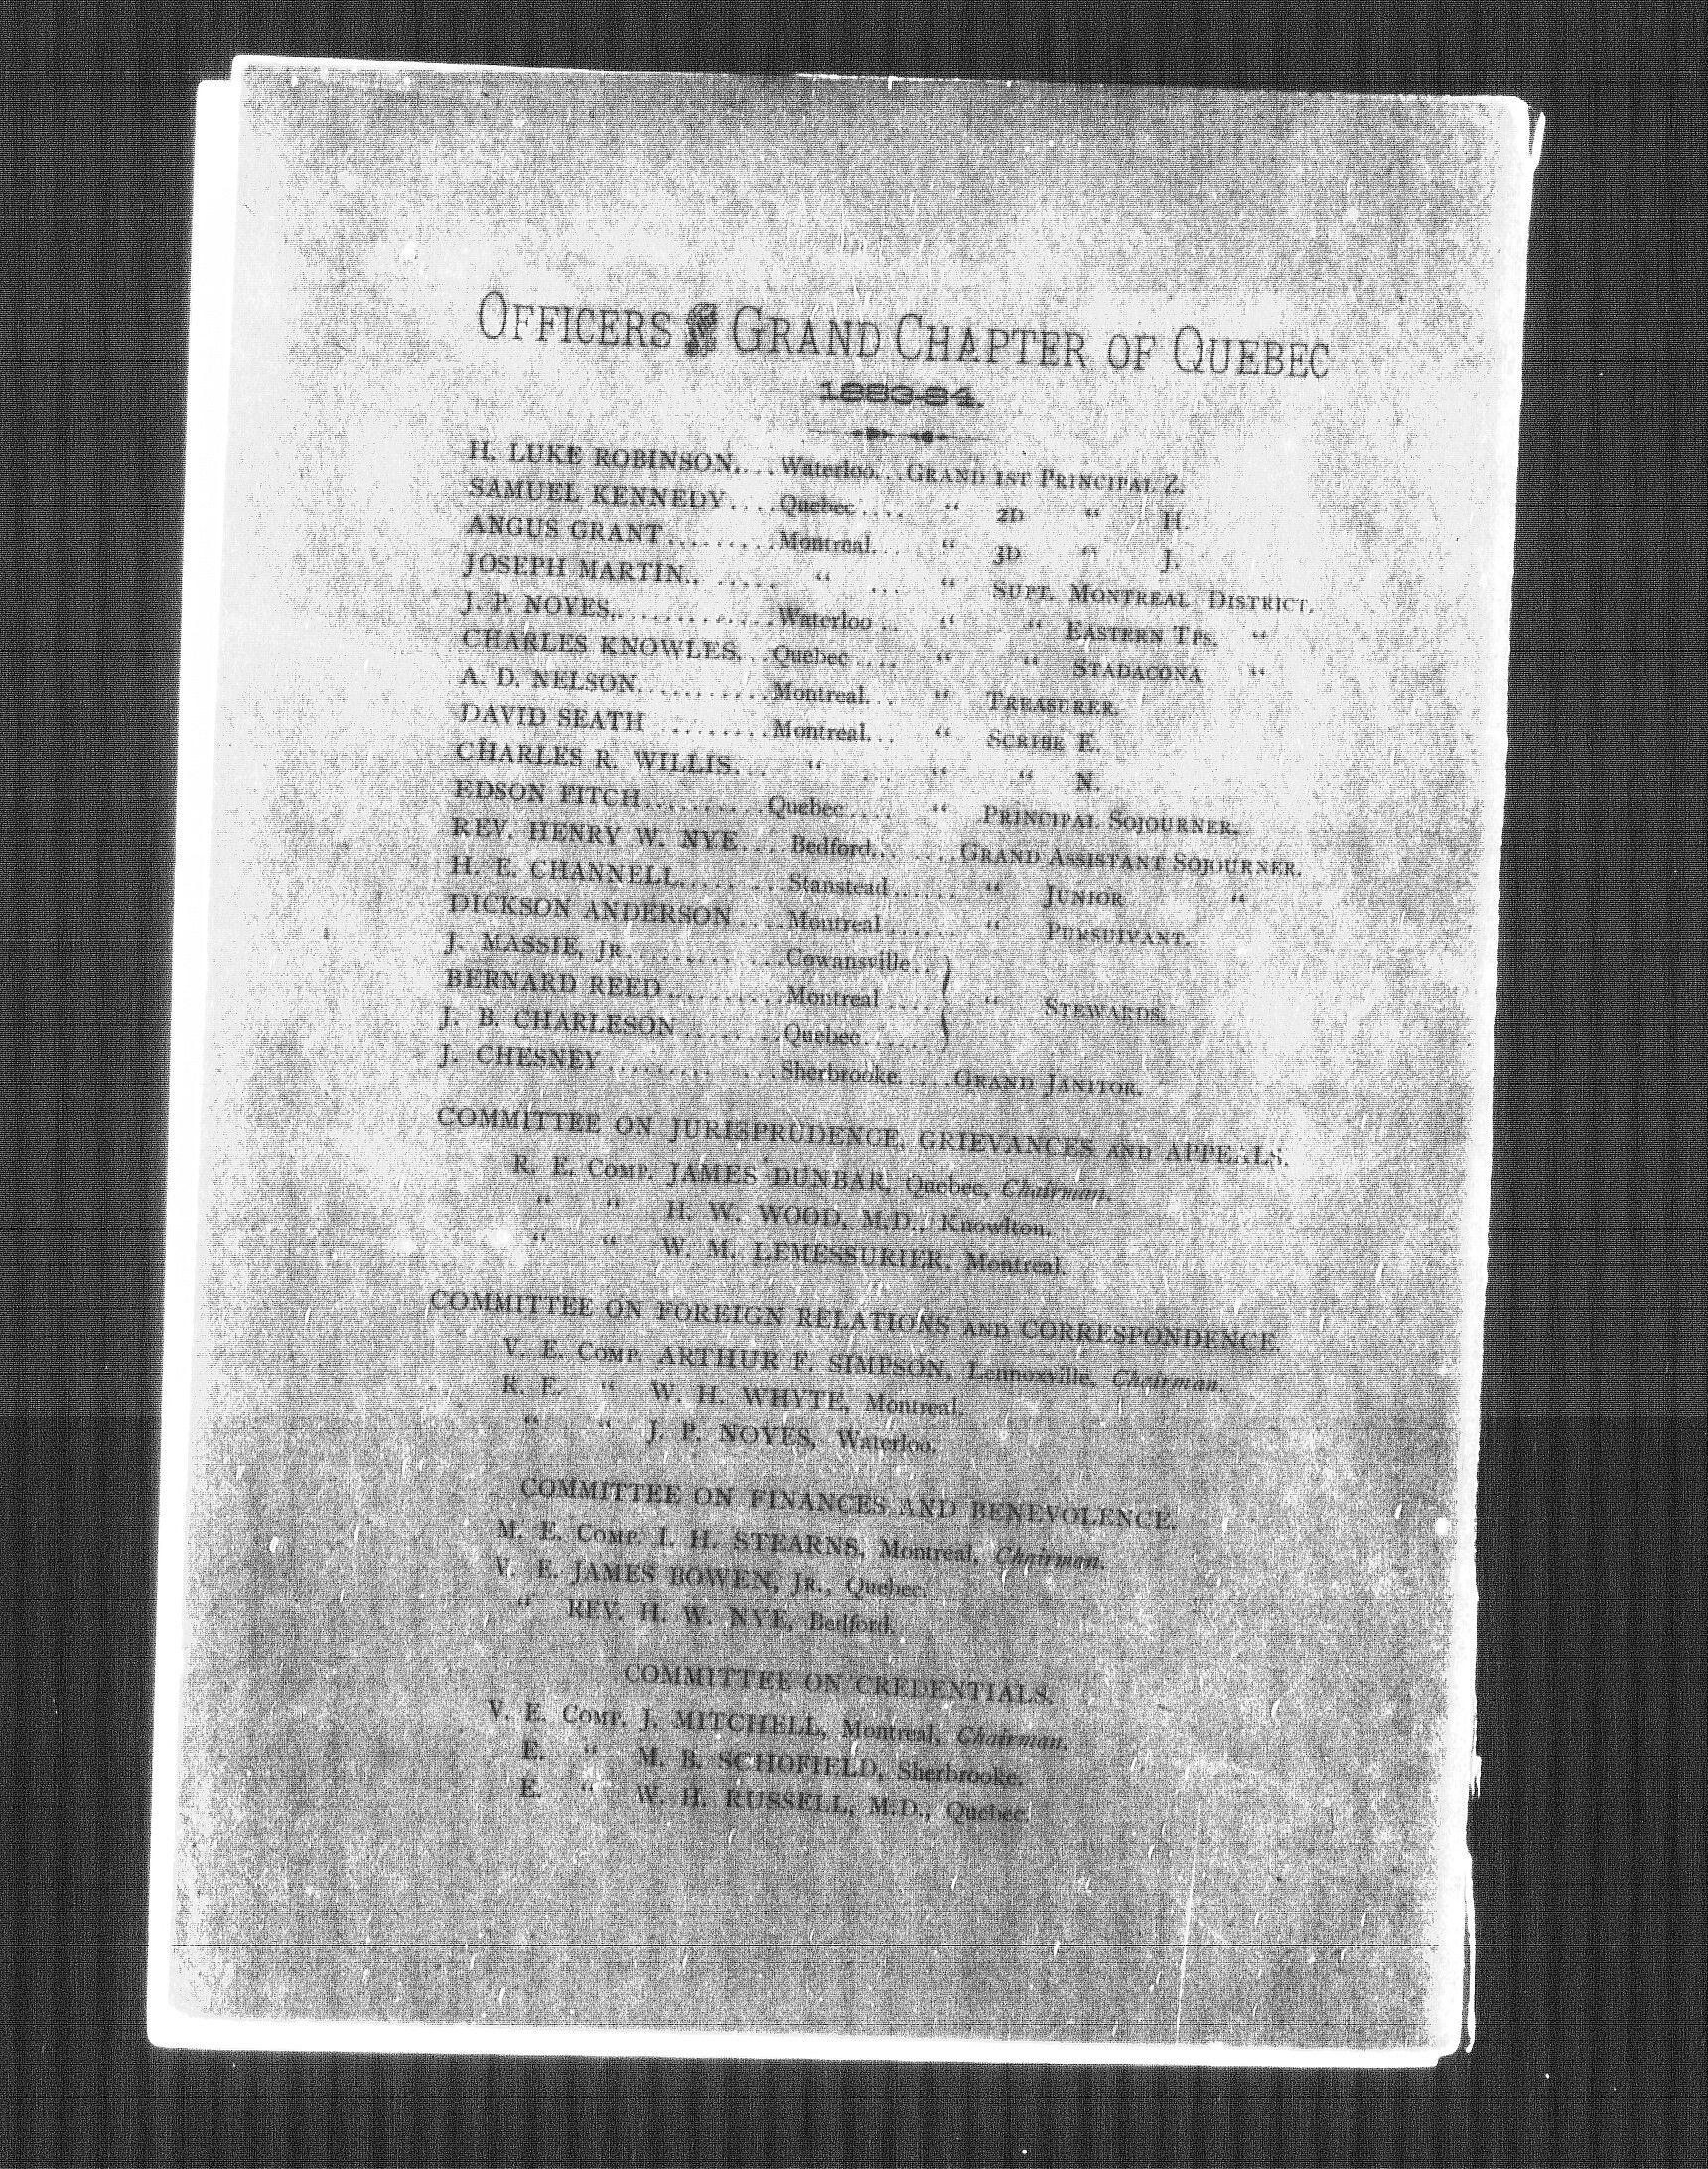 OFFICERS GRAND CHAPTER OF QUEBEC
1883-84.
H. LUKE ROBINSON....Waterloo...GRAND 1ST PRINCIPAL Z.
SAMUEL KENNEDY....Quebec.... “ 2D “ H.
ANGUS GRANT.........Montreal... “ 3D “ J.
JOSEPH MARTIN.. ..... “ ... “ SUPT. MONTREAL DISTRICT.
J. P. NOYES..............Waterloo .. “ “ EASTERN TPS. “
CHARLES KNOWLES...Quebec.... “ “ STADACONA “
A. D. NELSON...........Montreal... “ TREASURER.
DAVID SEATH .........Montreal... “ SCRIBE E.
CHARLES R. WILLIS... “ ... “ “ N.
EDSON FITCH..........Quebec.... “ PRINCIPAL SOJOURNER.
REV. HENRY W. NYE....Bedford... ....GRAND ASSISTANT SOJOURNER.
H. E. CHANNELL..... ...Stanstead...... “ JUNIOR “
DICKSON ANDERSON....Montreal...... “ PURSUIVANT.
J. MASSIE, JR......... ...Cowansville..
BERNARD REED..........Montreal.... “ STEWARDS.
J. B. CHARLESON........Quebec......
J. CHESNEY......... ....Sherbrooke.....GRAND JANITOR.
COMMITTEE ON JURISPRUDENCE, GRIEVANCES AND APPEALS.
R. E. COMP. JAMES DUNBAR, Quebec, Chairman.
“ “ H. W. WOOD, M.D., Knowlton.
“ “ W. M. LEMESSURIER, Montreal.
COMMITTEE ON FOREIGN RELATIONS AND CORRESPONDENCE.
V. E. COMP. ARTHUR F. SIMPSON, Lennoxville, Chairman.
R. E. “ W. H. WHYTE, Montreal.
“ “ J. P. NOYES, Waterloo.
COMMITTEE ON FINANCES AND BENEVOLENCE.
M. E. COMP. I. H. STEARNS, Montreal, Chairman.
V. E. JAMES BOWEN, JR., Quebec.
“ REV. H. W. NYE, Bedford.
COMMITTEE ON CREDENTIALS.
V. E. COMP. J. MITCHELL, Montreal, Chairman.
E. “ M. B. SCHOFIELD, Sherbrooke.
E. “ W. H. RUSSELL, M.D., Quebec.